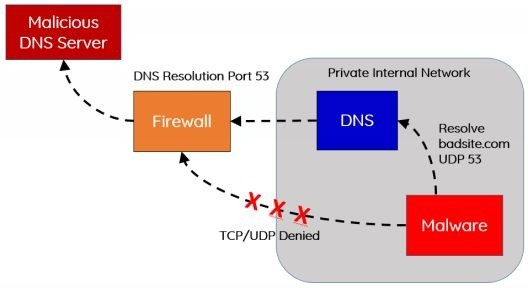 Malicious
DNS Server
DNS Resolution Port 53
Private Internal Network
Firewall
DNS
Resolve
badsite.com
UDP 53
X X X
TCP/UDP Denied
Malware